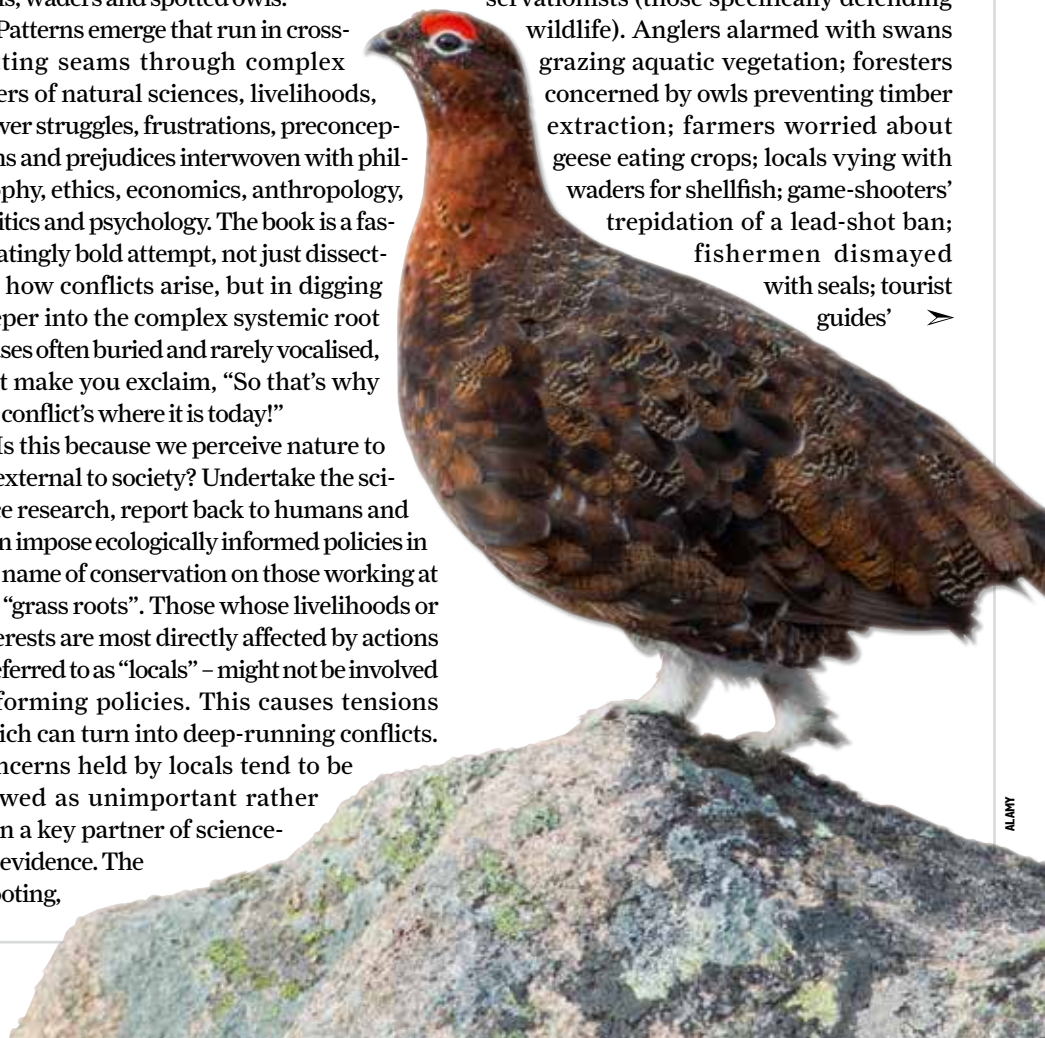 ls, waders and spotted owls.
Patterns emerge that run in cross-
ting seams through complex
ers of natural sciences, livelihoods,
wer struggles, frustrations, preconcep-
ns and prejudices interwoven with phil-
ophy, ethics, economics, anthropology,
itics and psychology. The book is a fas-
atingly bold attempt, not just dissect-
how conflicts arise, but in digging
eper into the complex systemic root
uses often buried and rarely vocalised,
t make you exclaim, “So that’s why
conflict’s where it is today!”
Is this because we perceive nature to
external to society? Undertake the sci-
ce research, report back to humans and
n impose ecologically informed policies in
name of conservation on those working at
“grass roots”. Those whose livelihoods or
erests are most directly affected by actions
eferred to as “locals” – might not be involved
forming policies. This causes tensions
ich can turn into deep-running conflicts.
ncerns held by locals tend to be
wed as unimportant rather
n a key partner of science-
evidence. The
ooting,
servationists (those specifically defending
wildlife). Anglers alarmed with swans
grazing aquatic vegetation; foresters
concerned by owls preventing timber
extraction; farmers worried about
geese eating crops; locals vying with
waders for shellfish; game-shooters’
trepidation of a lead-shot ban;
fishermen dismayed
with seals; tourist
guides’ ➣
ALAMY